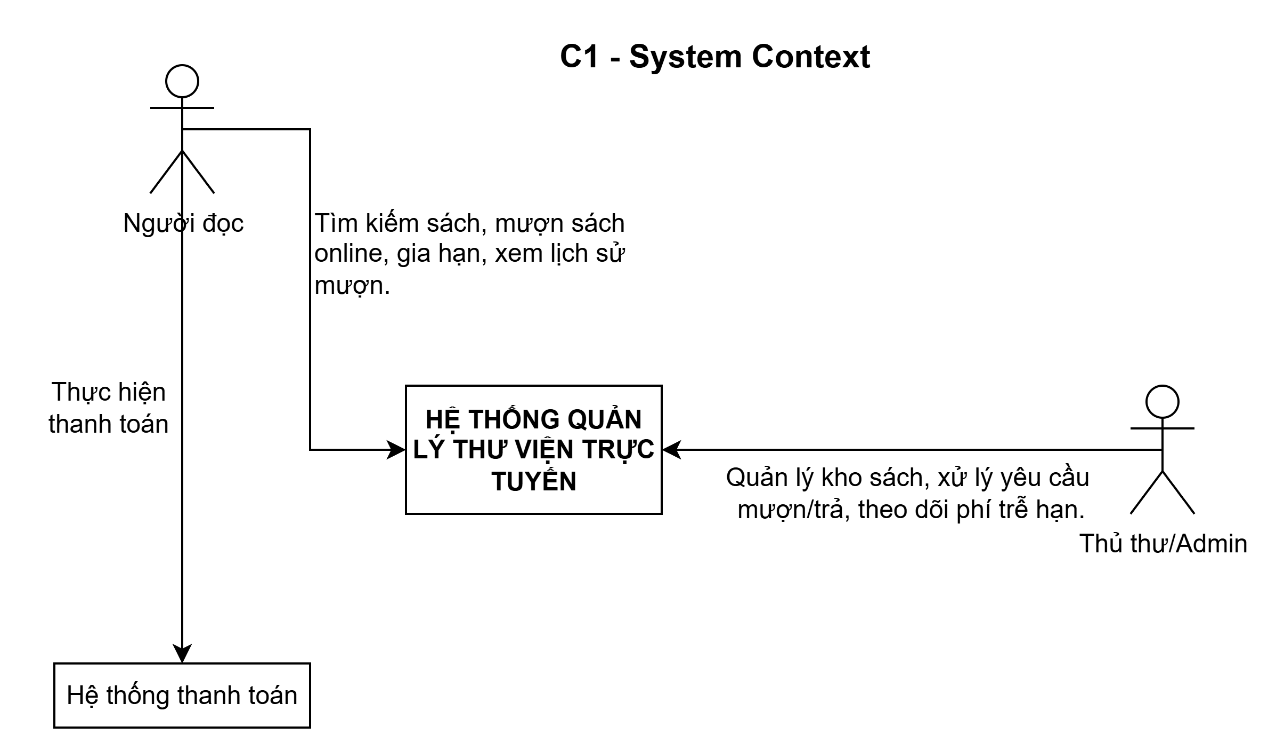 C1 - System Context
Người đọc
Tìm kiếm sách, mượn sách
online, gia hạn, xem lịch sử
mượn.
Thực hiện
thanh toán
HỆ THỐNG QUẢN
LÝ THƯ VIỆN TRỰC
TUYẾN
Quản lý kho sách, xử lý yêu cầu
mượn/trả, theo dõi phí trễ hạn.
Thủ thư/Admin
Hệ thống thanh toán